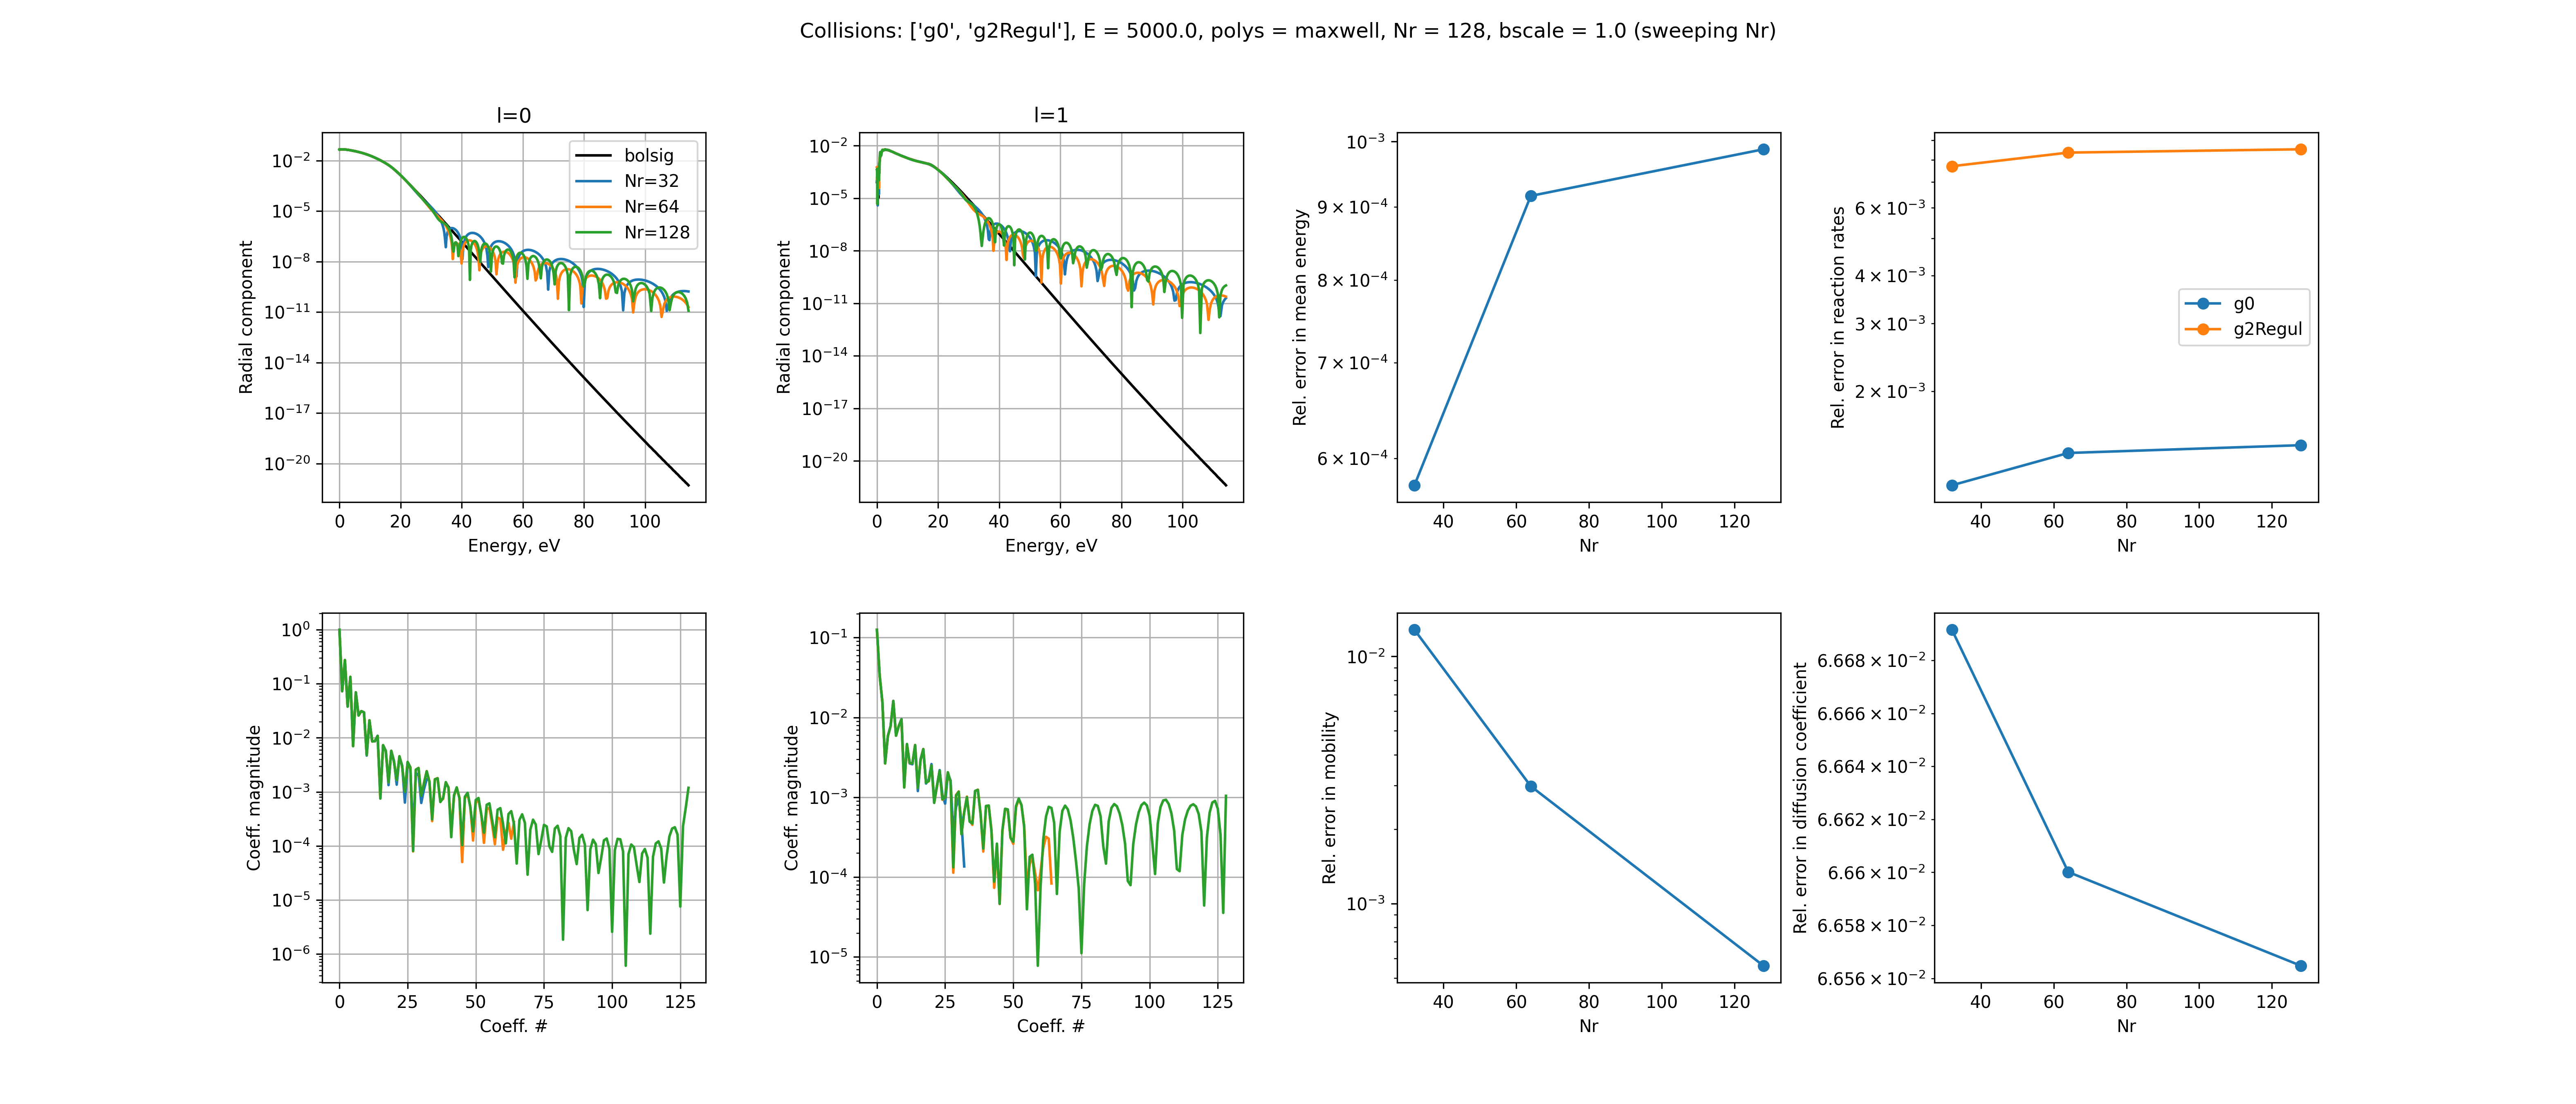 Collisions: ['g0', 'g2Regul'], E = 5000.0, polys = maxwell, Nr = 128, bscale = 1.0 (sweeping Nr)
l=0
Radial component
10⁻²
10⁻⁵
10⁻⁸
10⁻¹¹
10⁻¹⁴
10⁻¹⁷
10⁻²⁰
bolsig
Nr=32
Nr=64
Nr=128
0 20 40 60 80 100
Energy, eV
l=1
Radial component
10⁻²
10⁻⁵
10⁻⁸
10⁻¹¹
10⁻¹⁴
10⁻¹⁷
10⁻²⁰
0 20 40 60 80 100
Energy, eV
Rel. error in mean energy
10⁻³
9 × 10⁻⁴
8 × 10⁻⁴
7 × 10⁻⁴
6 × 10⁻⁴
40 60 80 100 120
Nr
Rel. error in reaction rates
6 × 10⁻³
4 × 10⁻³
3 × 10⁻³
2 × 10⁻³
g0
g2Regul
40 60 80 100 120
Nr
Coeff. magnitude
10⁰
10⁻¹
10⁻²
10⁻³
10⁻⁴
10⁻⁵
10⁻⁶
0 25 50 75 100 125
Coeff. #
Coeff. magnitude
10⁻¹
10⁻²
10⁻³
10⁻⁴
10⁻⁵
0 25 50 75 100 125
Coeff. #
Rel. error in mobility
10⁻²
10⁻³
40 60 80 100 120
Nr
Rel. error in diffusion coefficient
6.668 × 10⁻²
6.666 × 10⁻²
6.664 × 10⁻²
6.662 × 10⁻²
6.66 × 10⁻²
6.658 × 10⁻²
6.656 × 10⁻²
40 60 80 100 120
Nr